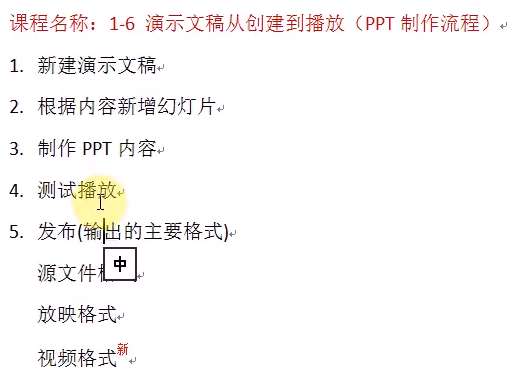 课程名称：1-6 演示文稿从创建到播放（PPT 制作流程）
1. 新建演示文稿
2. 根据内容新增幻灯片
3. 制作 PPT 内容
4. 测试播放
5. 发布(输出的主要格式)
源文件
中
放映格式
视频格式新